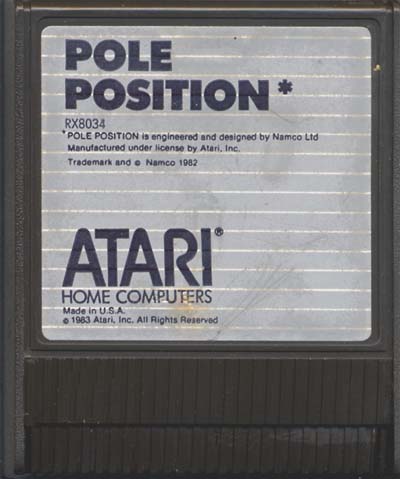 POLE
POSITION*
RX8034
*POLE POSITION is engineered and designed by Namco Ltd
Manufactured under license by Atari, Inc.
Trademark and © Namco 1982
ATARI®
HOME COMPUTERS
Made in U.S.A.
© 1983 Atari, Inc. All Rights Reserved